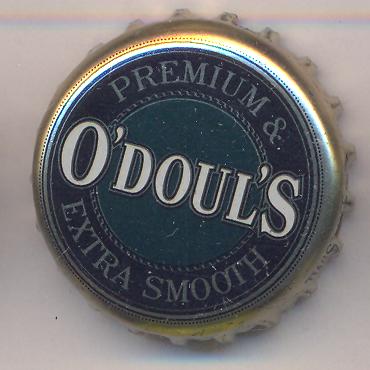 PREMIUM &
O'DOUL'S
EXTRA SMOOTH